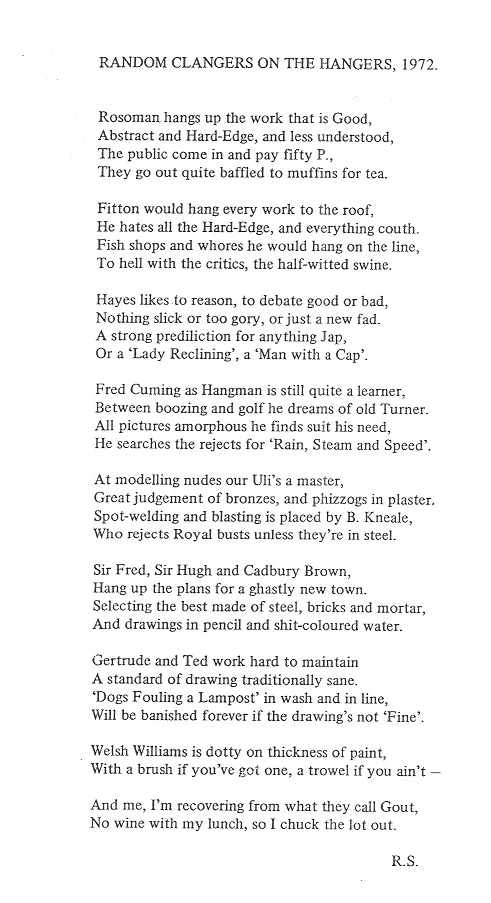 RANDOM CLANGERS ON THE HANGERS, 1972.
Rosoman hangs up the work that is Good,
Abstract and Hard-Edge, and less understood,
The public come in and pay fifty P.,
They go out quite baffled to muffins for tea.
Fitton would hang every work to the roof,
He hates all the Hard-Edge, and everything couth.
Fish shops and whores he would hang on the line,
To hell with the critics, the half-witted swine.
Hayes likes to reason, to debate good or bad,
Nothing slick or too gory, or just a new fad.
A strong prediliction for anything Jap,
Or a ‘Lady Reclining’, a ‘Man with a Cap’.
Fred Cuming as Hangman is still quite a learner,
Between boozing and golf he dreams of old Turner.
All pictures amorphous he finds suit his need,
He searches the rejects for ‘Rain, Steam and Speed’.
At modelling nudes our Uli’s a master,
Great judgement of bronzes, and phizzogs in plaster.
Spot-welding and blasting is placed by B. Kneale,
Who rejects Royal busts unless they’re in steel.
Sir Fred, Sir Hugh and Cadbury Brown,
Hang up the plans for a ghastly new town.
Selecting the best made of steel, bricks and mortar,
And drawings in pencil and shit-coloured water.
Gertrude and Ted work hard to maintain
A standard of drawing traditionally sane.
‘Dogs Fouling a Lampost’ in wash and in line,
Will be banished forever if the drawing’s not ‘Fine’.
Welsh Williams is dotty on thickness of paint,
With a brush if you’ve got one, a trowel if you ain’t —
And me, I’m recovering from what they call Gout,
No wine with my lunch, so I chuck the lot out.
R.S.